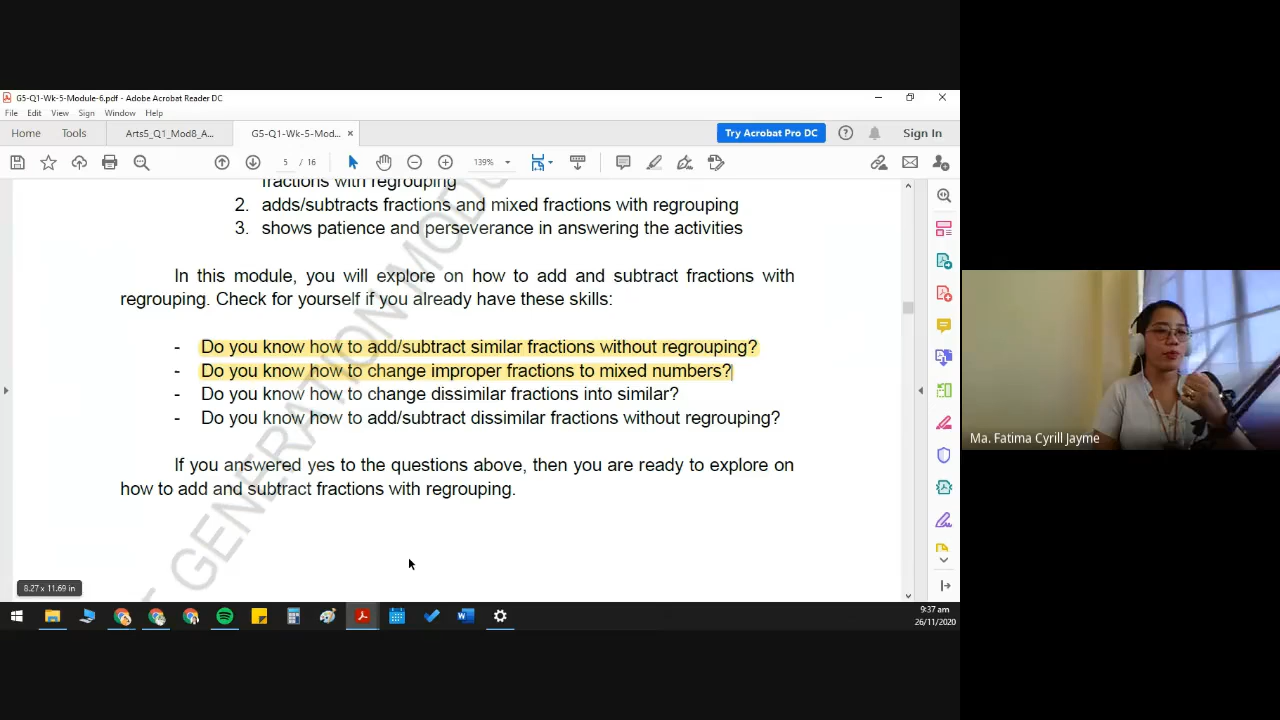 G5-Q1-Wk-5-Module-6.pdf - Adobe Acrobat Reader DC
File Edit View Sign Window Help
Home Tools Arts5_Q1_Mod8_A... G5-Q1-Wk-5-Mod... × Try Acrobat Pro DC Sign In
5 / 16 139%
fractions with regrouping
2. adds/subtracts fractions and mixed fractions with regrouping
3. shows patience and perseverance in answering the activities
In this module, you will explore on how to add and subtract fractions with
regrouping. Check for yourself if you already have these skills:
- Do you know how to add/subtract similar fractions without regrouping?
- Do you know how to change improper fractions to mixed numbers?
- Do you know how to change dissimilar fractions into similar?
- Do you know how to add/subtract dissimilar fractions without regrouping?
If you answered yes to the questions above, then you are ready to explore on
how to add and subtract fractions with regrouping.
GENERATION MODU
8.27 x 11.69 in
9:37 am
26/11/2020
Ma. Fatima Cyrill Jayme